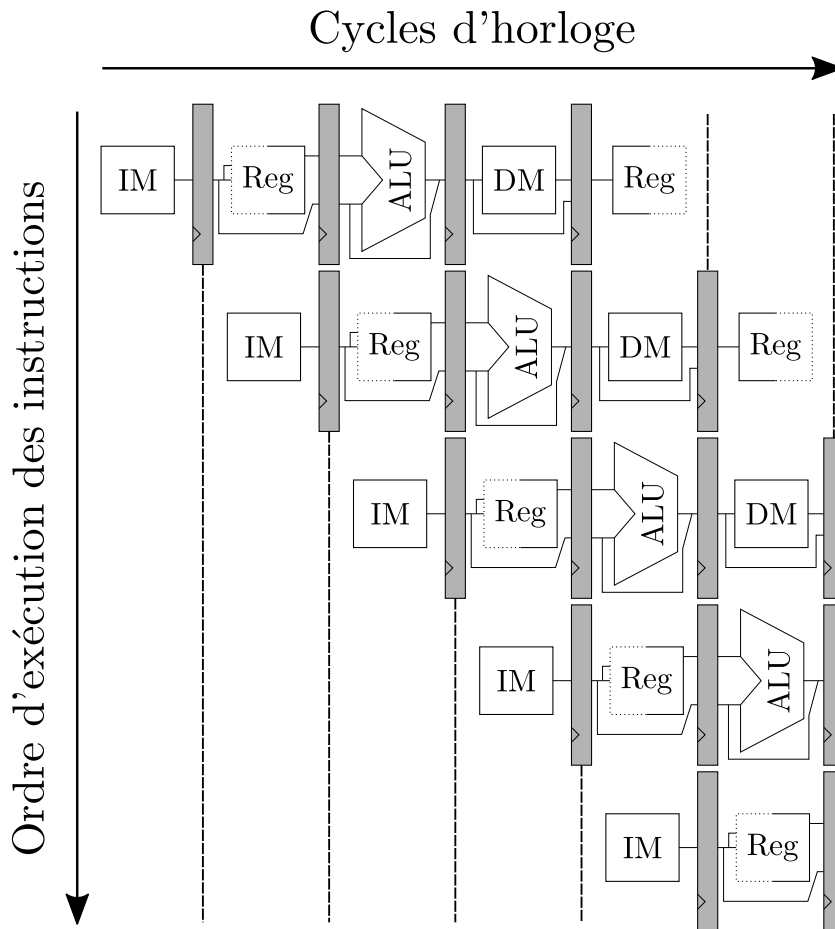 Cycles d'horloge
Ordre d'exécution des instructions
IM Reg ALU DM Reg
IM Reg ALU DM Reg
IM Reg ALU DM
IM Reg ALU
IM Reg